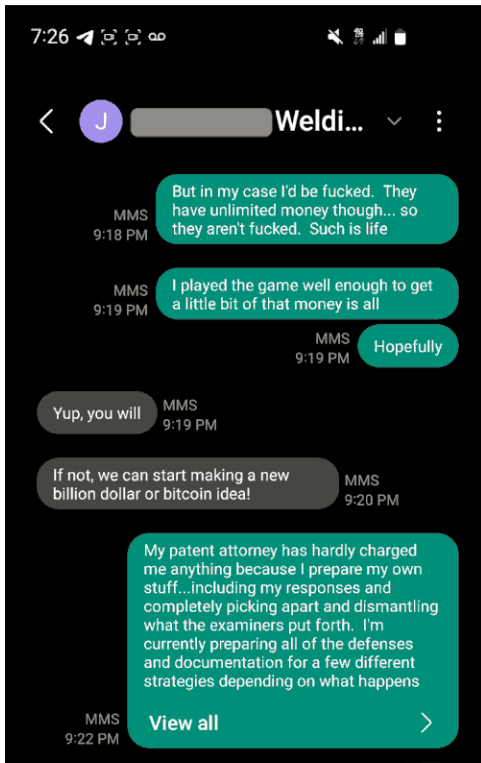 7:26
J Weldi...
But in my case I'd be fucked. They
have unlimited money though... so
they aren't fucked. Such is life
MMS
9:18 PM
I played the game well enough to get
a little bit of that money is all
MMS
9:19 PM
Hopefully
MMS
9:19 PM
Yup, you will
MMS
9:19 PM
If not, we can start making a new
billion dollar or bitcoin idea!
MMS
9:20 PM
My patent attorney has hardly charged
me anything because I prepare my own
stuff...including my responses and
completely picking apart and dismantling
what the examiners put forth. I'm
currently preparing all of the defenses
and documentation for a few different
strategies depending on what happens
View all
MMS
9:22 PM